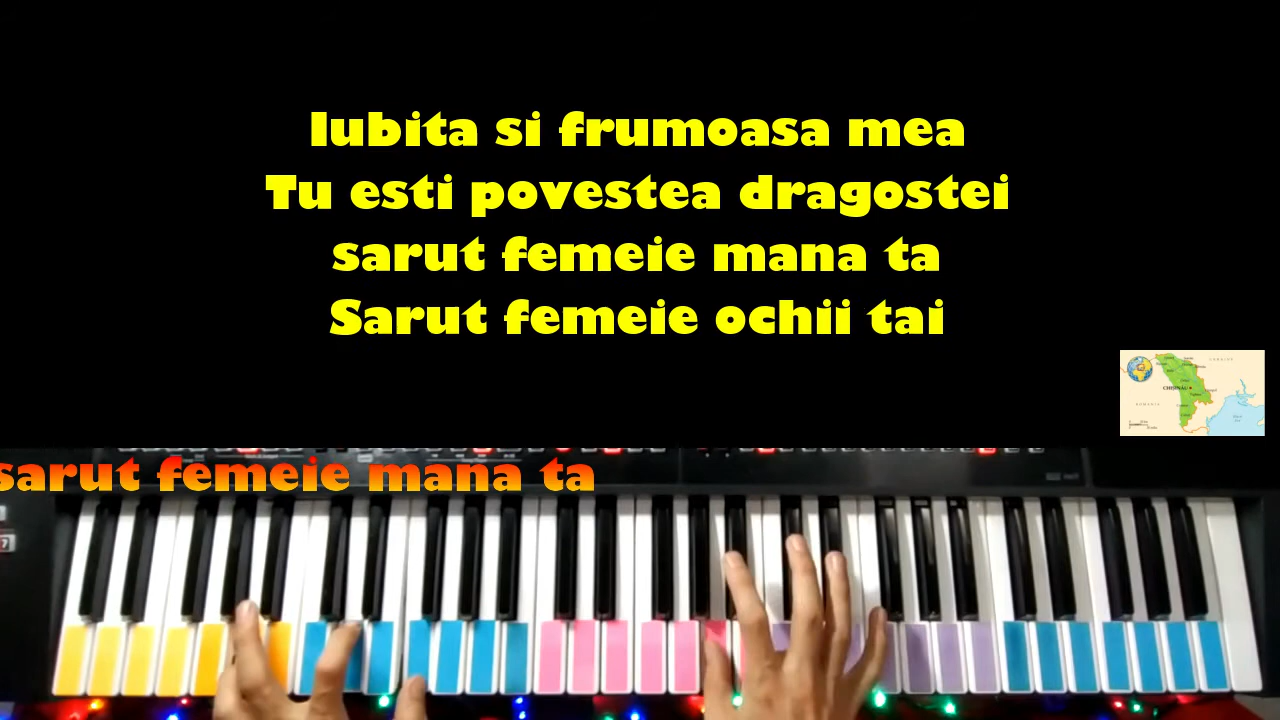 Iubita si frumoasa mea
Tu esti povestea dragostei
sarut femeie mana ta
Sarut femeie ochii tai
sarut femeie mana ta